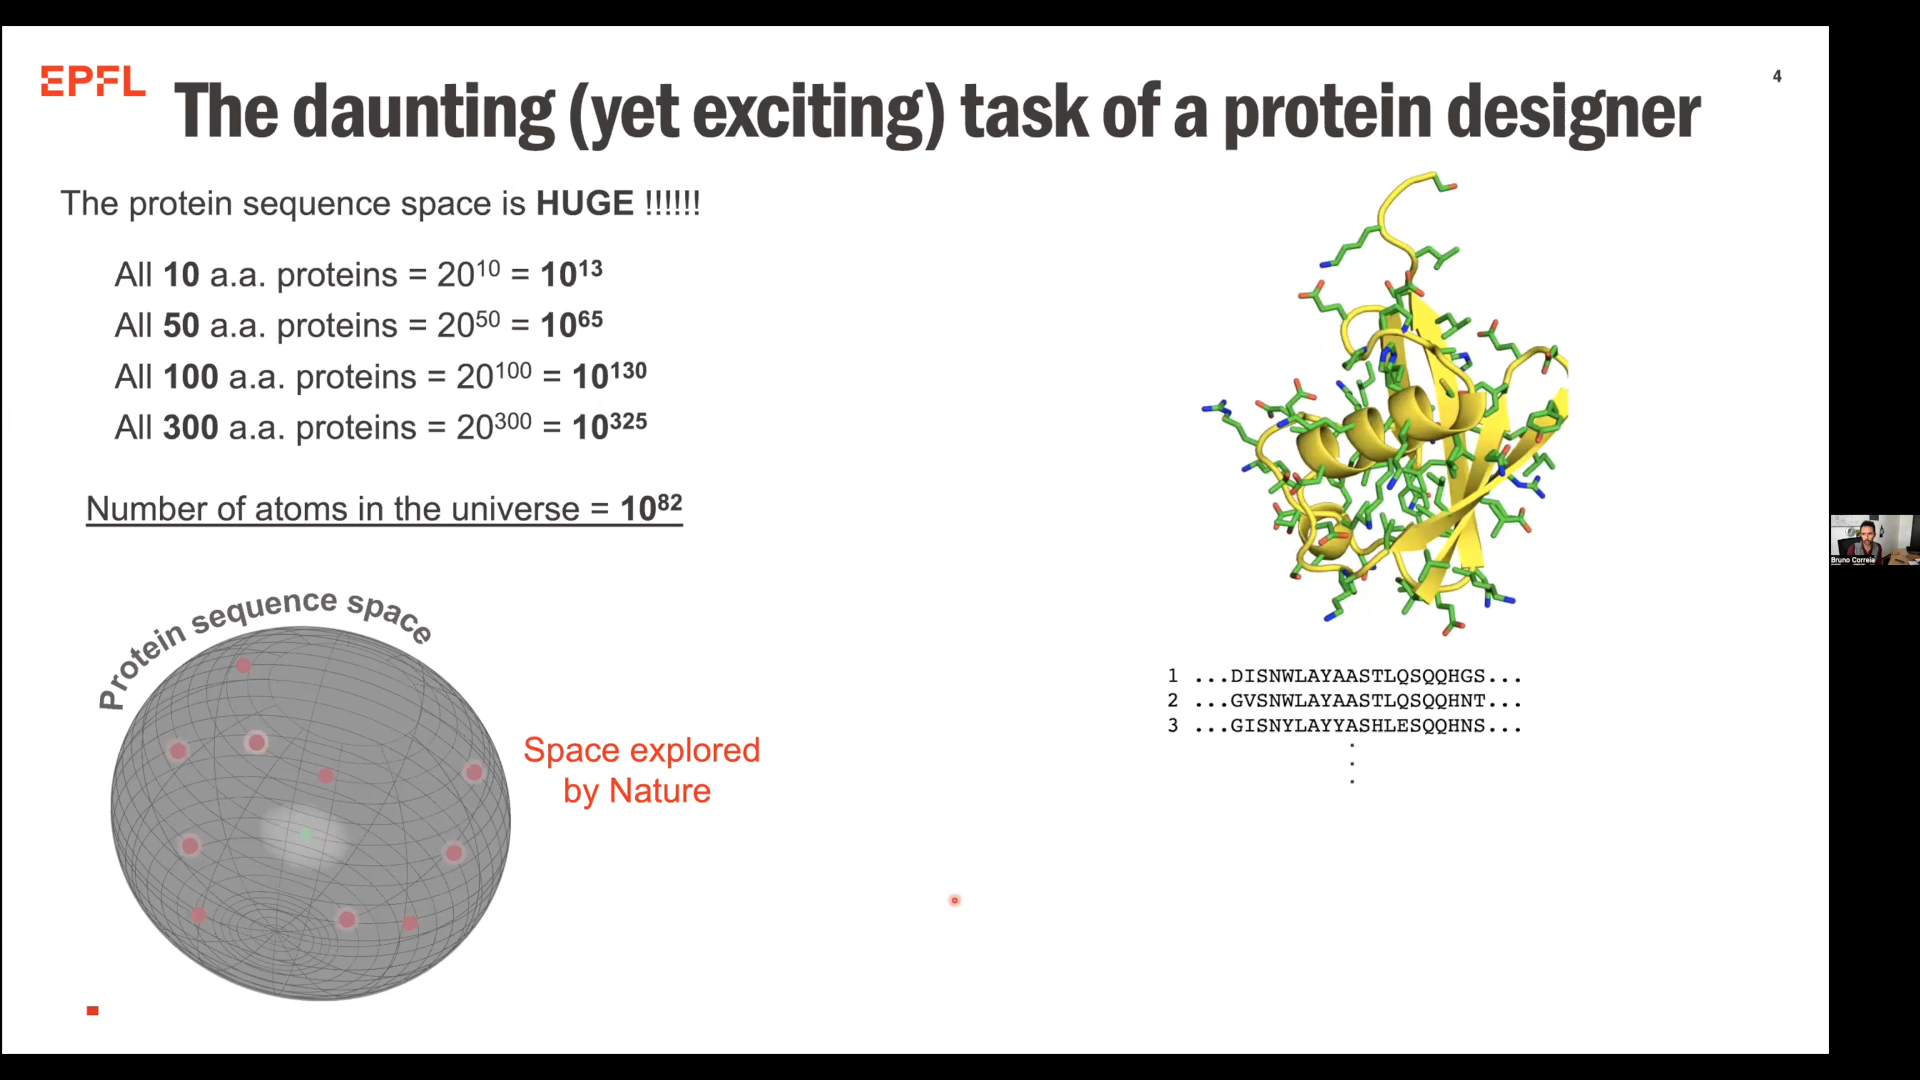 EPFL
4
The daunting (yet exciting) task of a protein designer
The protein sequence space is HUGE !!!!!!
All 10 a.a. proteins = 20¹⁰ = 10¹³
All 50 a.a. proteins = 20⁵⁰ = 10⁶⁵
All 100 a.a. proteins = 20¹⁰⁰ = 10¹³⁰
All 300 a.a. proteins = 20³⁰⁰ = 10³²⁵
Number of atoms in the universe = 10⁸²
Protein sequence space
Space explored
by Nature
1 ...DISNWLAYAASTLQSQQHGS...
2 ...GVSNWLAYAASTLQSQQHNT...
3 ...GISNYLAYYASHLESQQHNS...
.
.
.
Bruno Correia